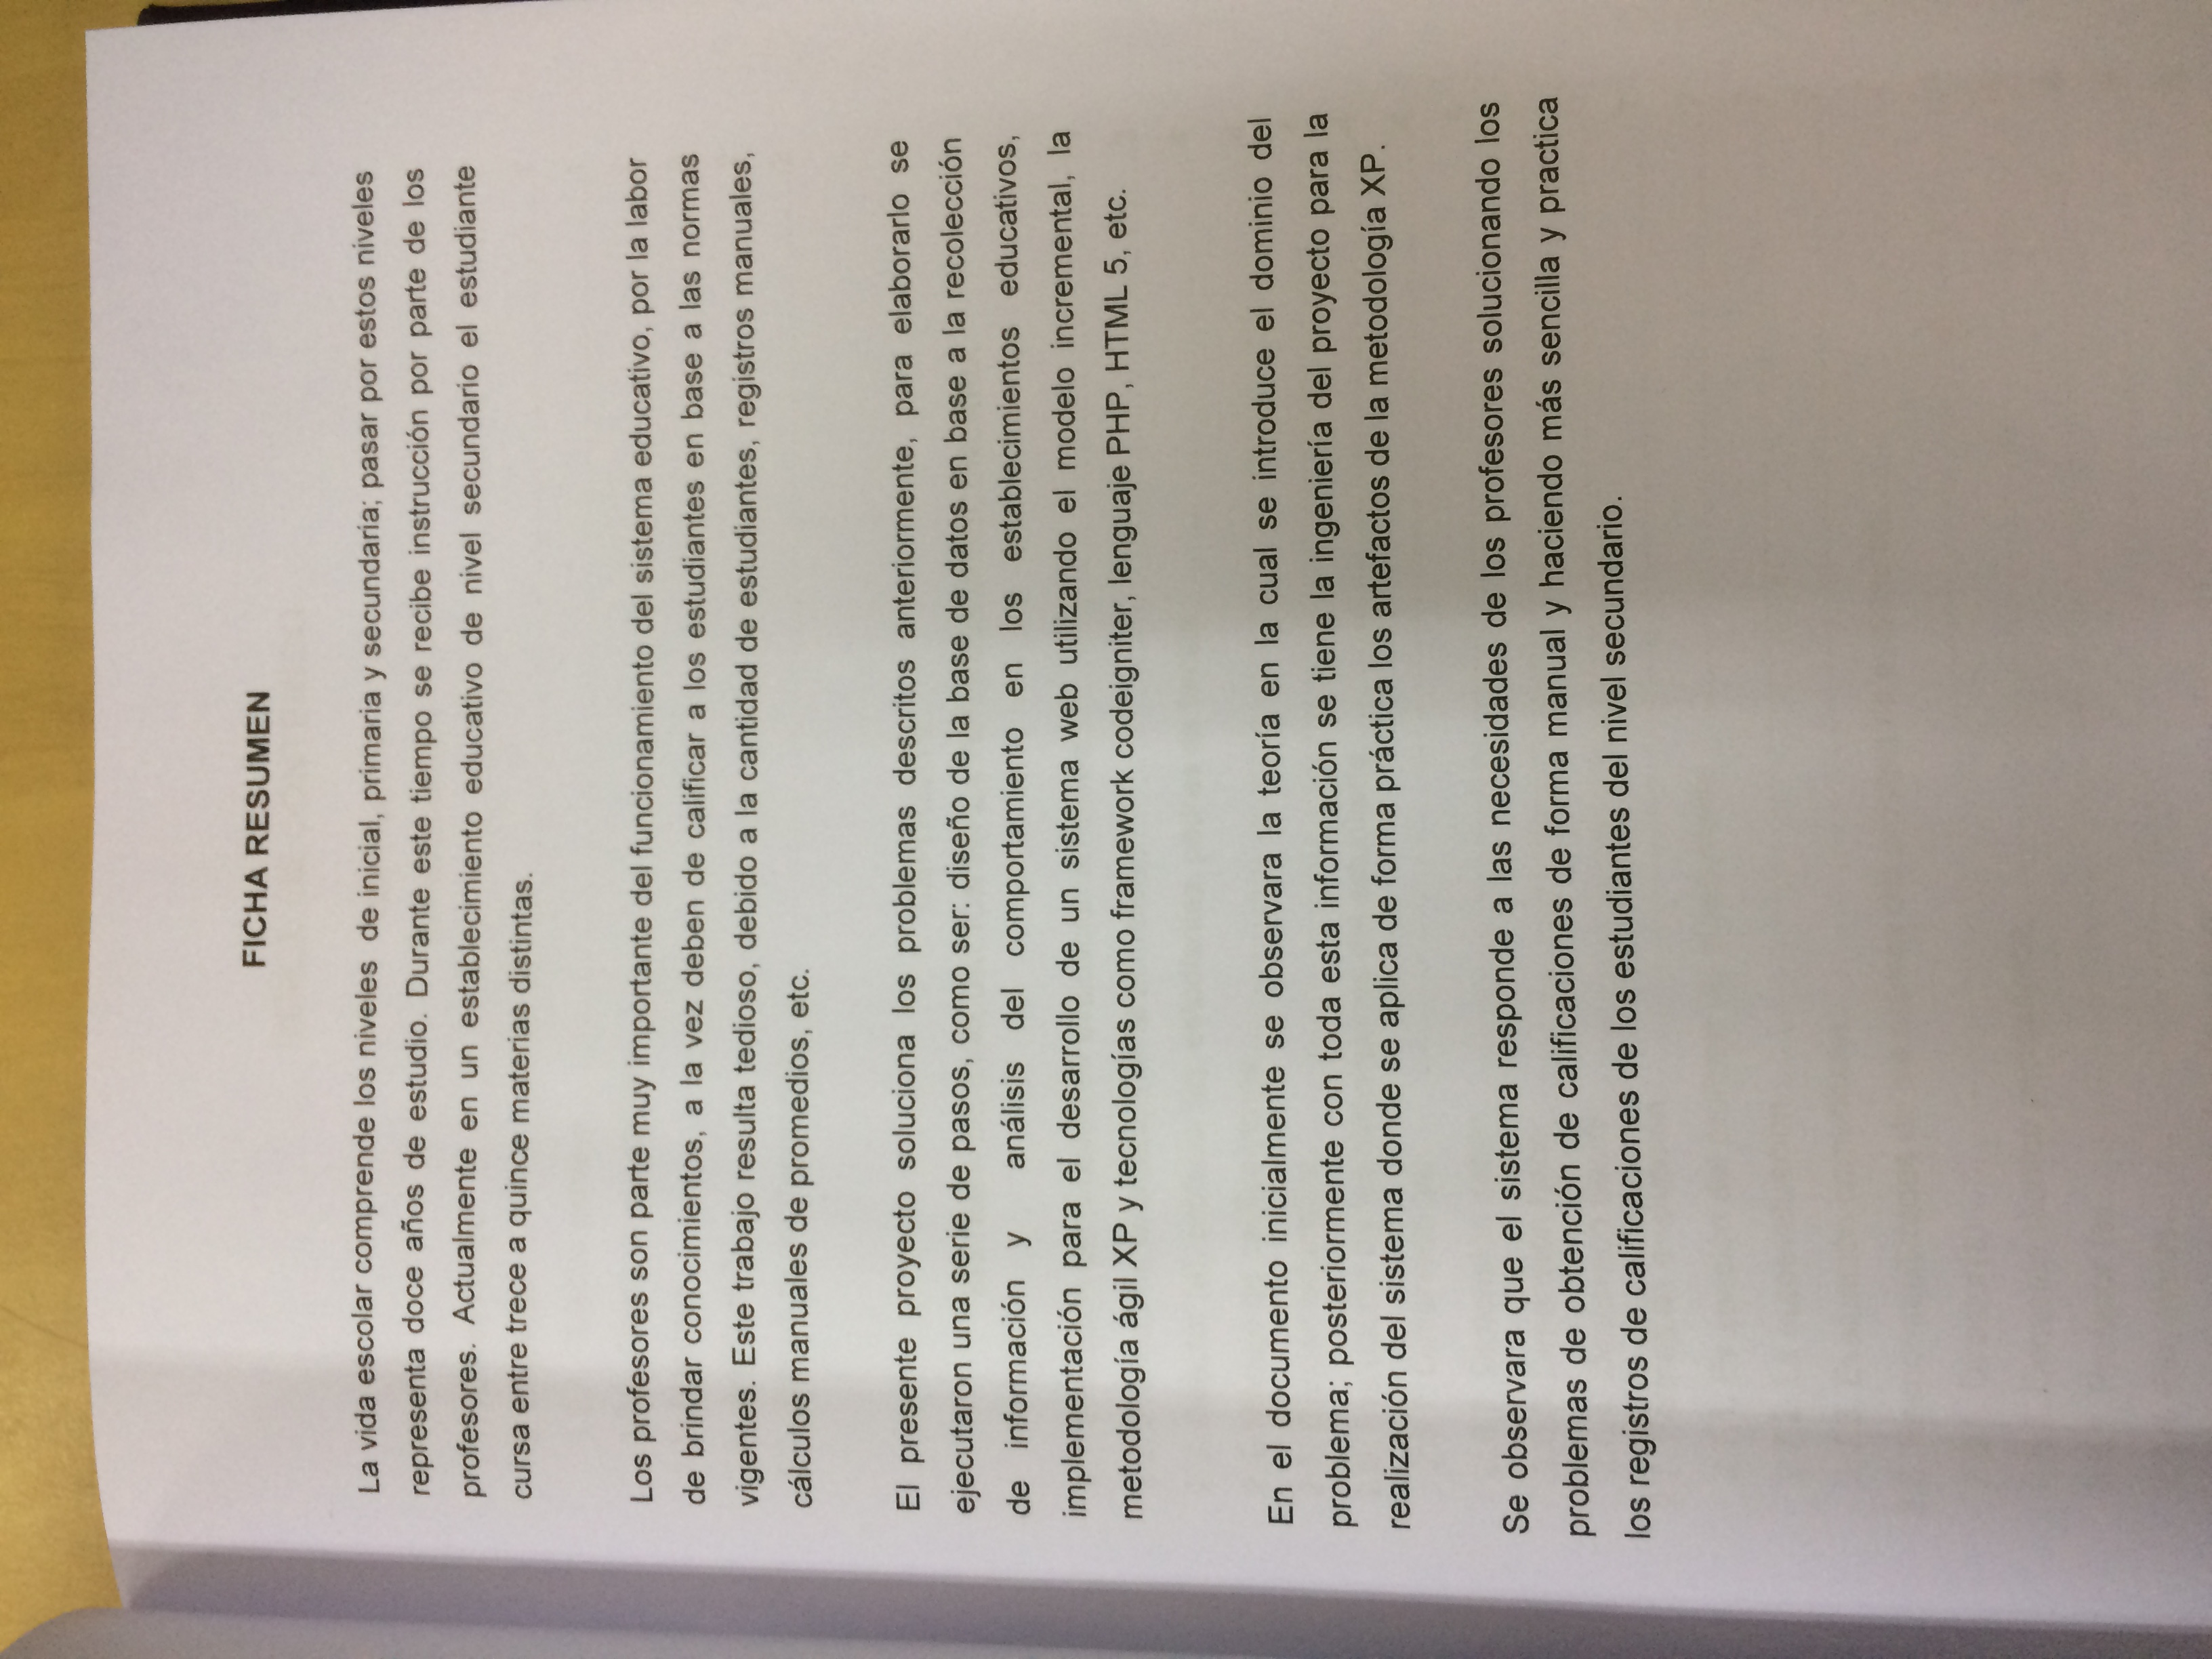 FICHA RESUMEN
La vida escolar comprende los niveles de inicial, primaria y secundaria; pasar por estos niveles
representa doce años de estudio. Durante este tiempo se recibe instrucción por parte de los
profesores. Actualmente en un establecimiento educativo de nivel secundario el estudiante
cursa entre trece a quince materias distintas.
Los profesores son parte muy importante del funcionamiento del sistema educativo, por la labor
de brindar conocimientos, a la vez deben de calificar a los estudiantes en base a las normas
vigentes. Este trabajo resulta tedioso, debido a la cantidad de estudiantes, registros manuales,
cálculos manuales de promedios, etc.
El presente proyecto soluciona los problemas descritos anteriormente, para elaborarlo se
ejecutaron una serie de pasos, como ser: diseño de la base de datos en base a la recolección
de información y análisis del comportamiento en los establecimientos educativos,
implementación para el desarrollo de un sistema web utilizando el modelo incremental, la
metodología ágil XP y tecnologías como framework codeigniter, lenguaje PHP, HTML 5, etc.
En el documento inicialmente se observara la teoría en la cual se introduce el dominio del
problema; posteriormente con toda esta información se tiene la ingeniería del proyecto para la
realización del sistema donde se aplica de forma práctica los artefactos de la metodología XP.
Se observara que el sistema responde a las necesidades de los profesores solucionando los
problemas de obtención de calificaciones de forma manual y haciendo más sencilla y practica
los registros de calificaciones de los estudiantes del nivel secundario.